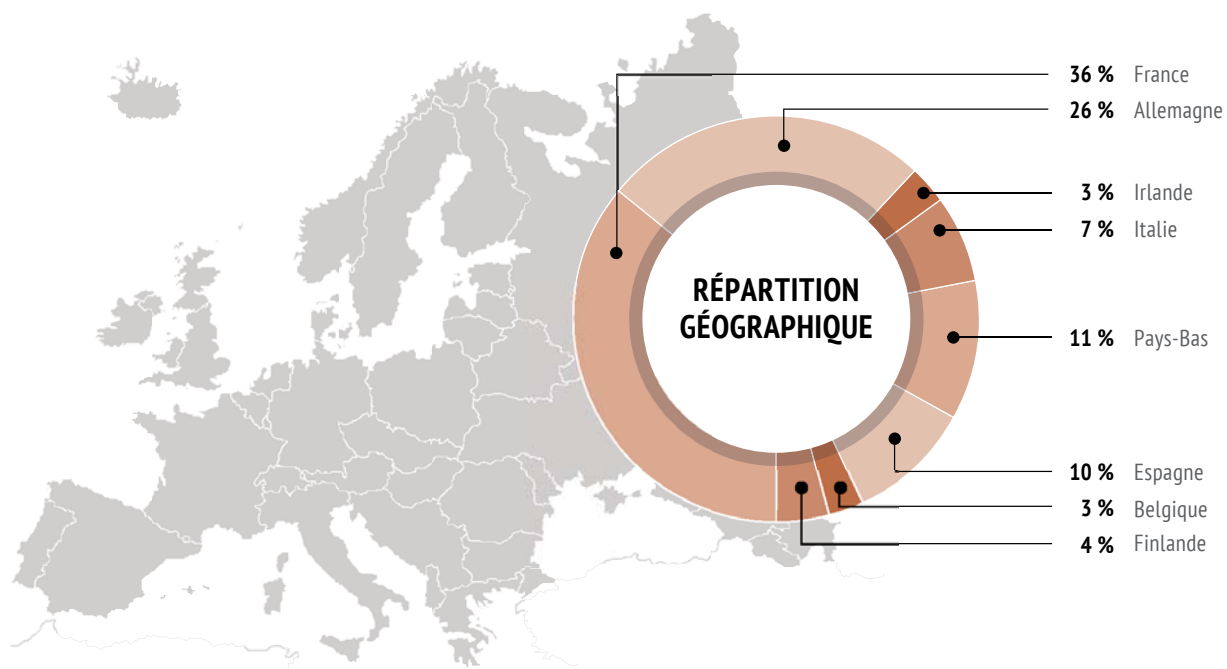 36 % France
26 % Allemagne
3 % Irlande
7 % Italie
RÉPARTITION
GÉOGRAPHIQUE
11 % Pays-Bas
10 % Espagne
3 % Belgique
4 % Finlande